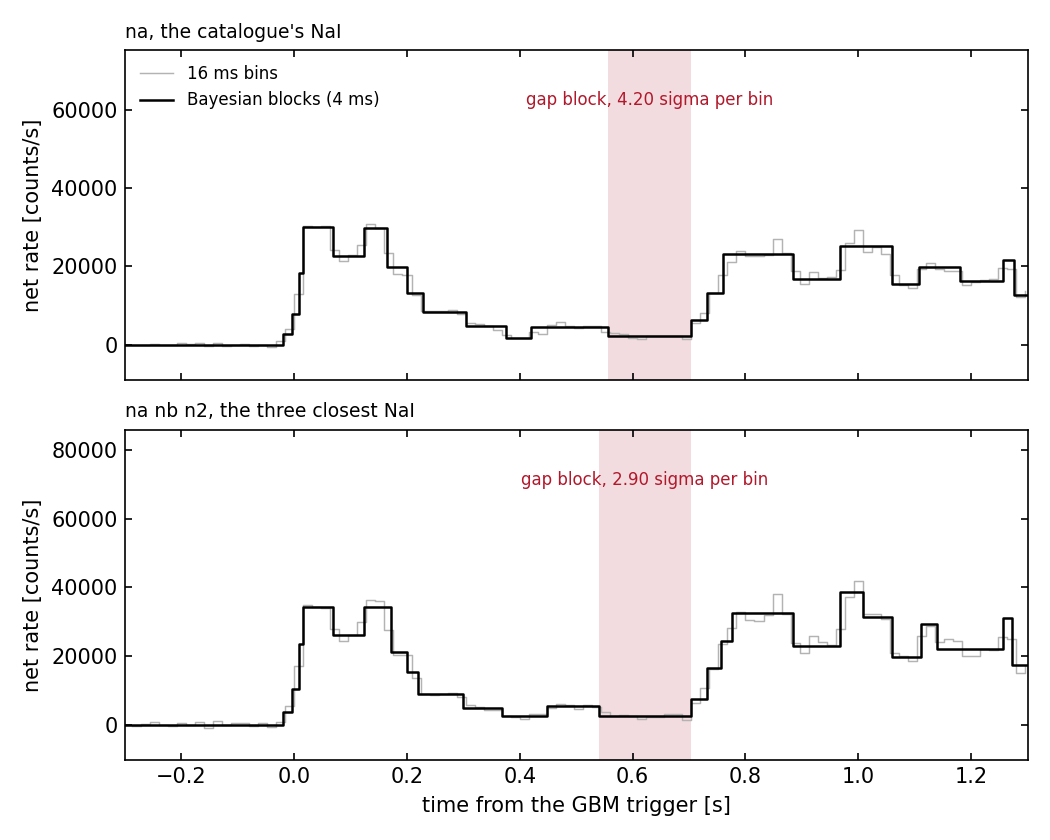 na, the catalogue's NaI
16 ms bins
Bayesian blocks (4 ms)
gap block, 4.20 sigma per bin
net rate [counts/s]
60000
40000
20000
0
na nb n2, the three closest NaI
gap block, 2.90 sigma per bin
net rate [counts/s]
80000
60000
40000
20000
0
−0.2 0.0 0.2 0.4 0.6 0.8 1.0 1.2
time from the GBM trigger [s]